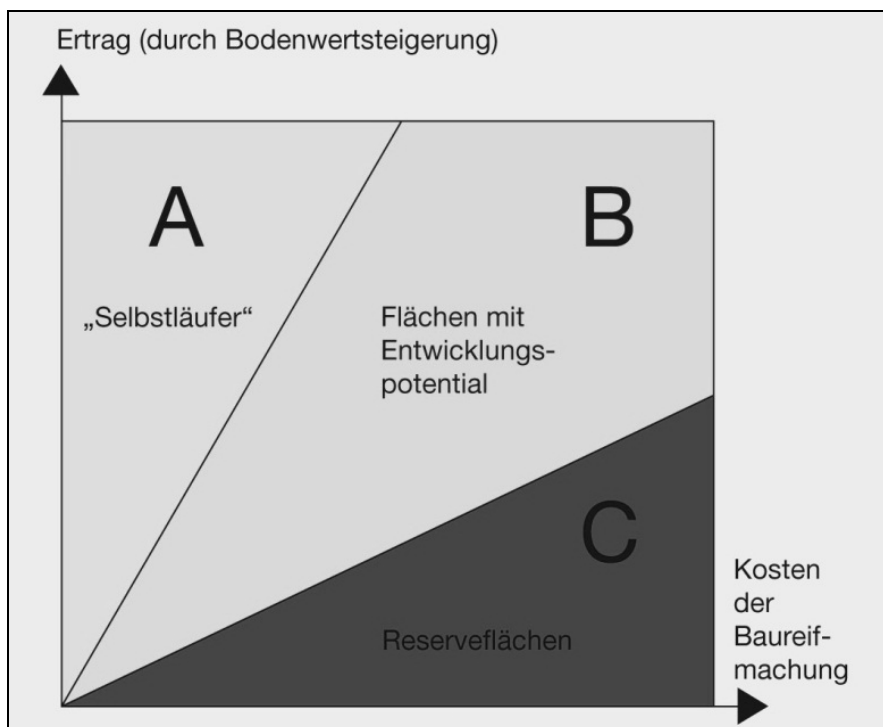 Ertrag (durch Bodenwertsteigerung)
A
B
„Selbstläufer“
Flächen mit
Entwicklungs-
potential
C
Reserveflächen
Kosten
der
Baureif-
machung